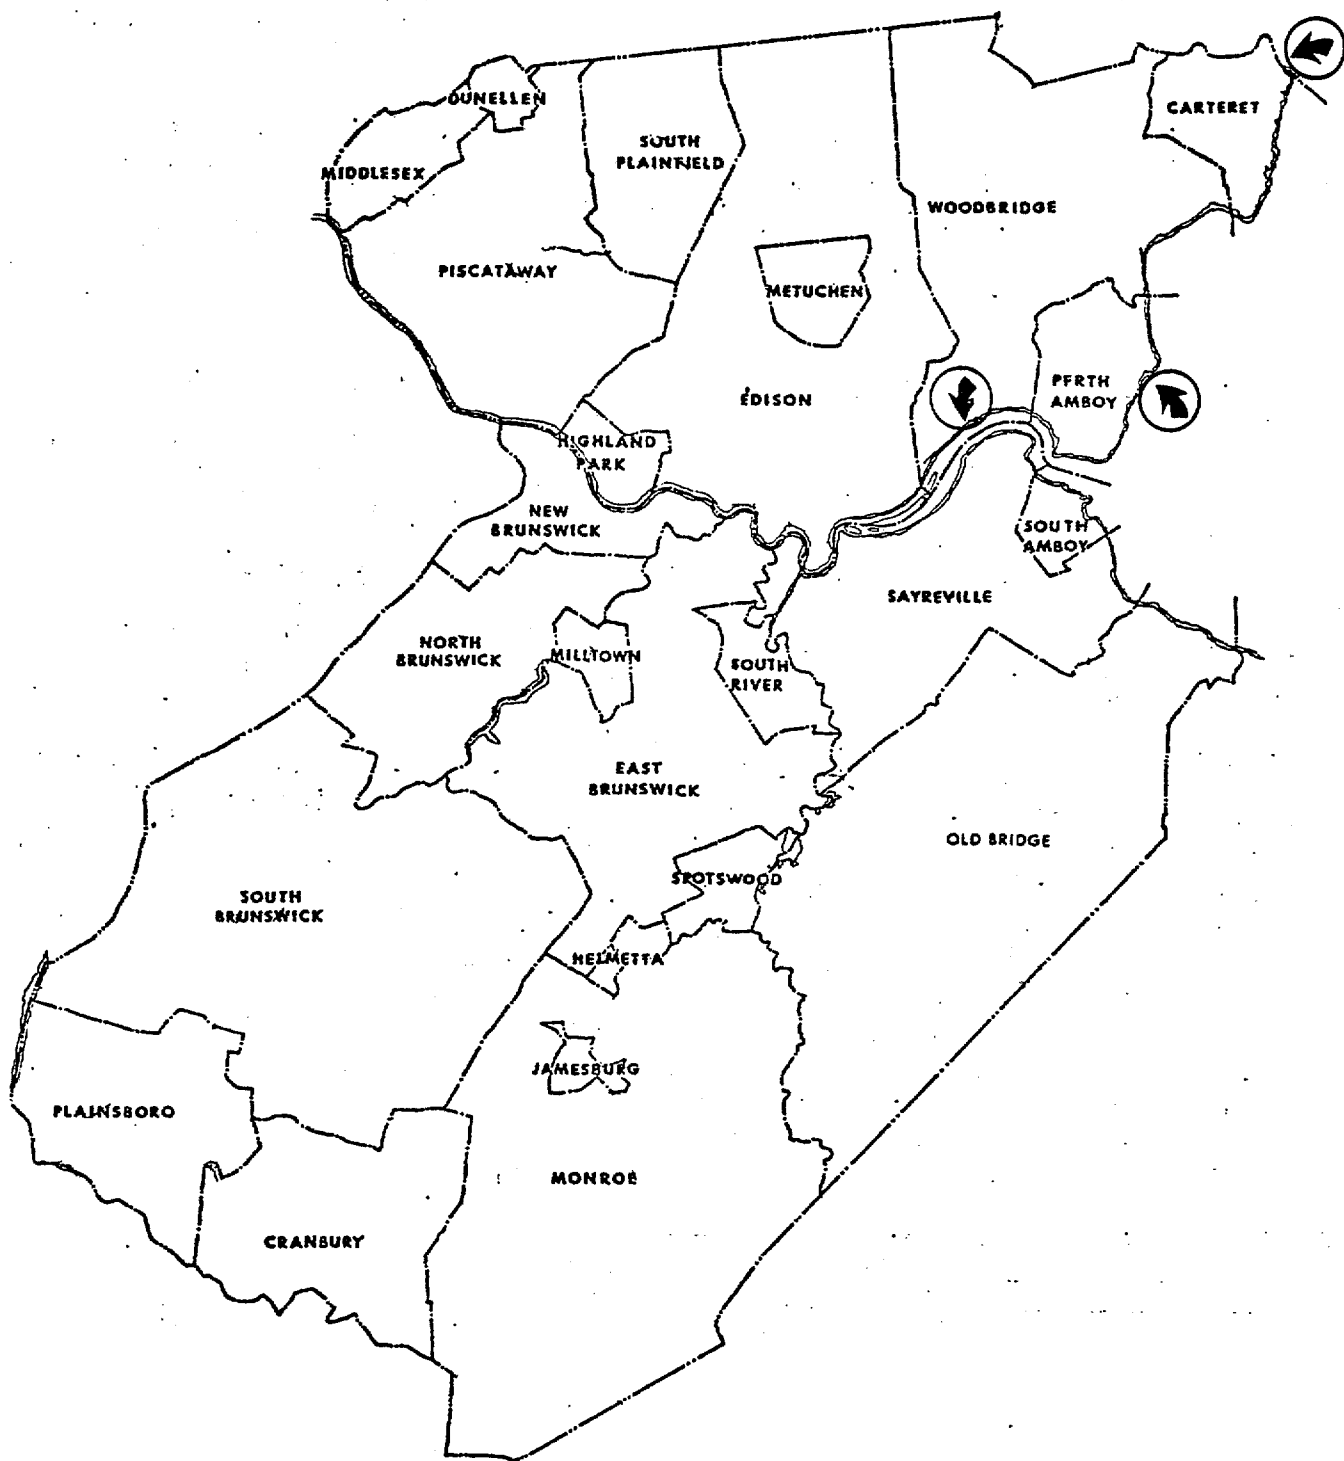 DUNELLEN
CARTERET
SOUTH
PLAINFIELD
MIDDLESEX
WOODBRIDGE
PISCATAWAY
METUCHEN
PERTH
AMBOY
EDISON
HIGHLAND
PARK
NEW
BRUNSWICK
SOUTH
AMBOY
SAYREVILLE
NORTH
BRUNSWICK
MILLTOWN
SOUTH
RIVER
EAST
BRUNSWICK
OLD BRIDGE
SPOTSWOOD
SOUTH
BRUNSWICK
HELMETTA
JAMESBURG
PLAINSBORO
MONROE
CRANBURY